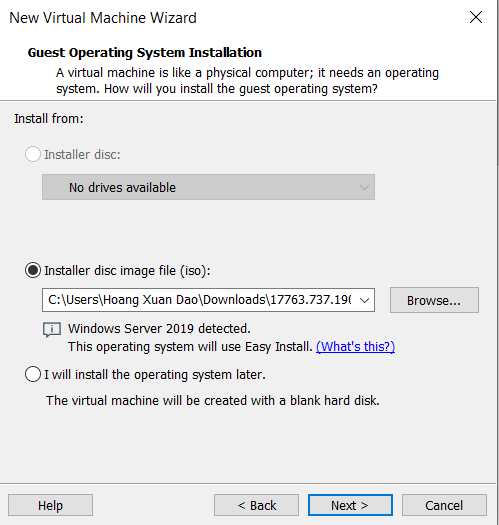 New Virtual Machine Wizard
Guest Operating System Installation
A virtual machine is like a physical computer; it needs an operating
system. How will you install the guest operating system?
Install from:
Installer disc:
No drives available
Installer disc image file (iso):
C:\Users\Hoang Xuan Dao\Downloads\17763.737.190
Browse...
Windows Server 2019 detected.
This operating system will use Easy Install. (What's this?)
I will install the operating system later.
The virtual machine will be created with a blank hard disk.
Help
< Back
Next >
Cancel